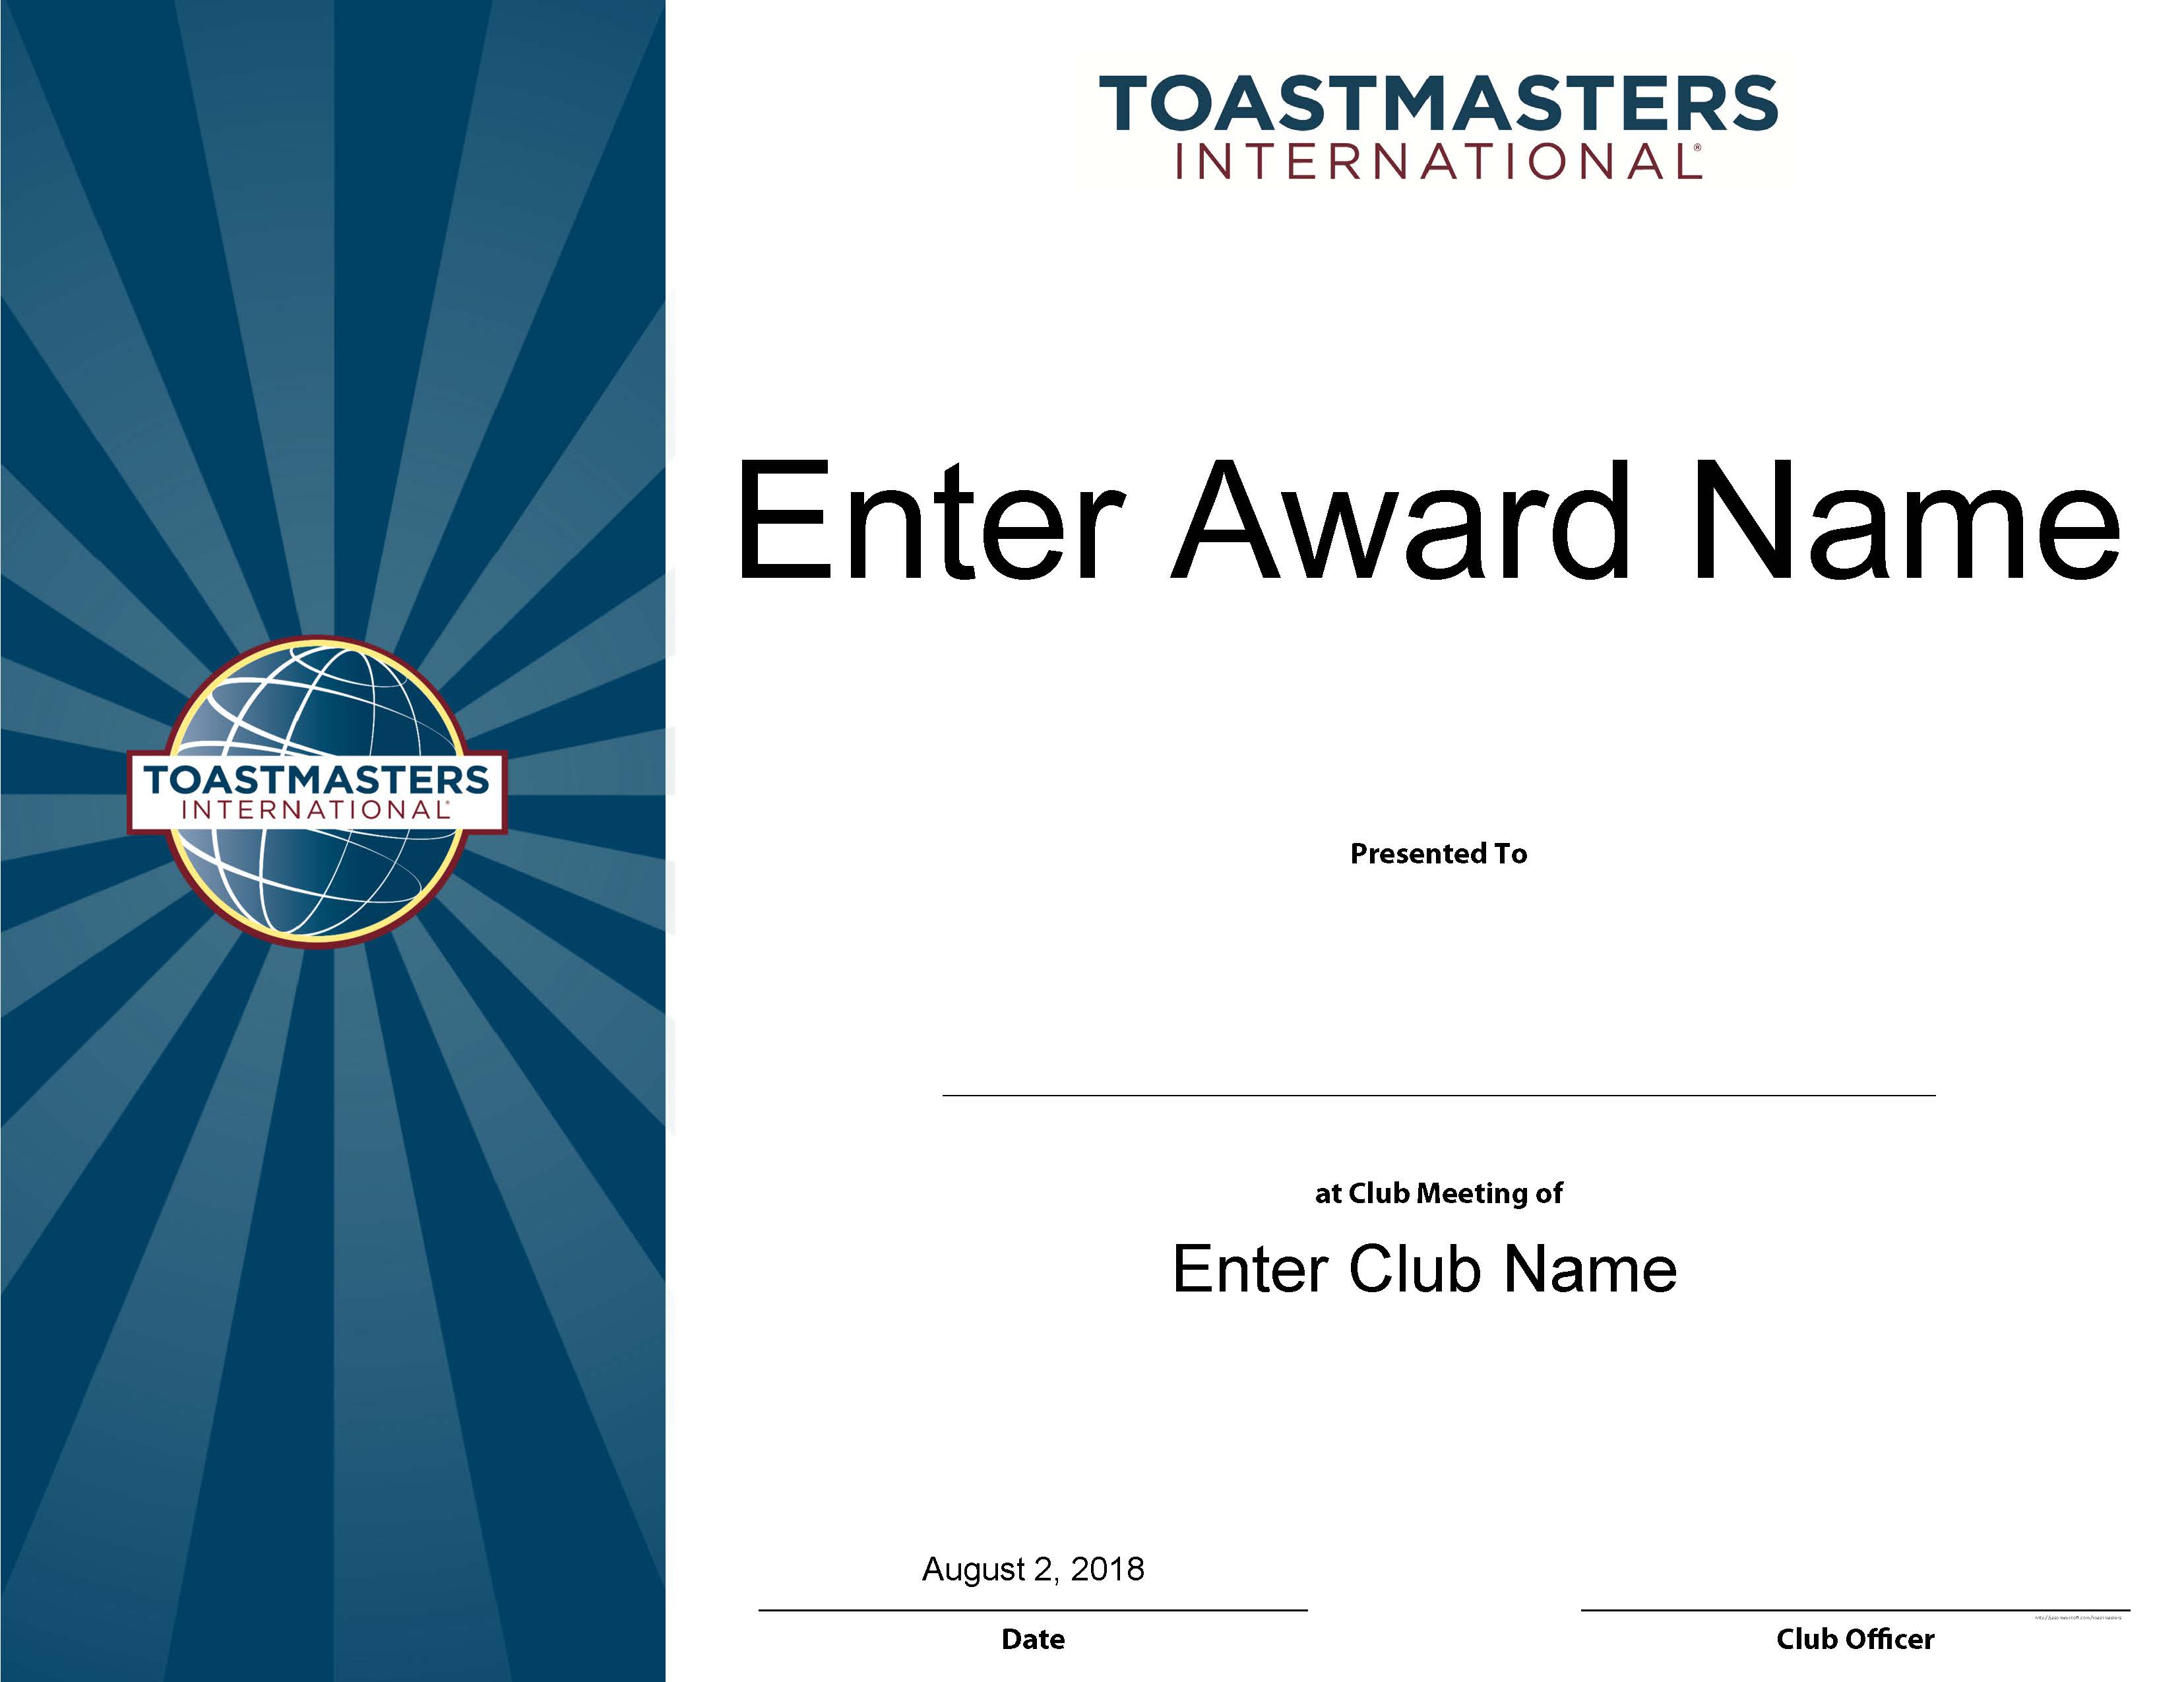 TOASTMASTERS
INTERNATIONAL®
Enter Award Name
TOASTMASTERS
INTERNATIONAL®
Presented To
at Club Meeting of
Enter Club Name
August 2, 2018
Date
Club Officer